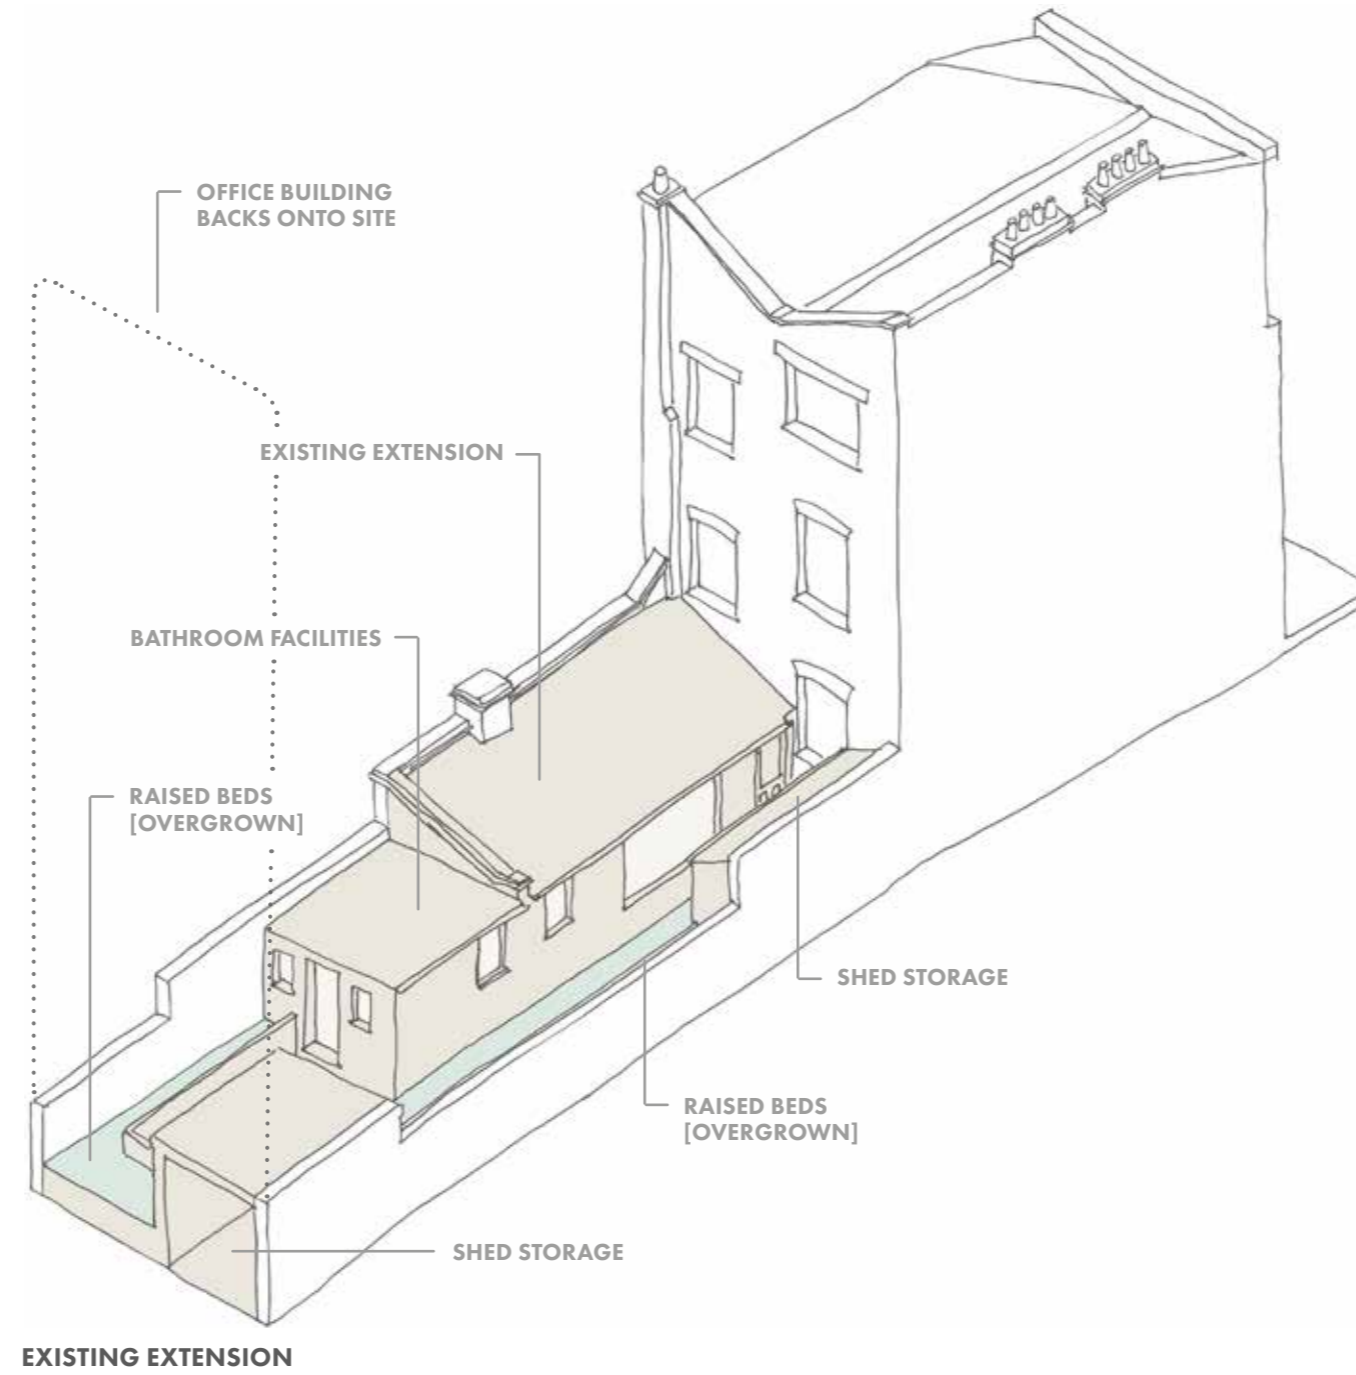 OFFICE BUILDING
BACKS ONTO SITE
EXISTING EXTENSION
BATHROOM FACILITIES
RAISED BEDS
[OVERGROWN]
SHED STORAGE
RAISED BEDS
[OVERGROWN]
SHED STORAGE
EXISTING EXTENSION